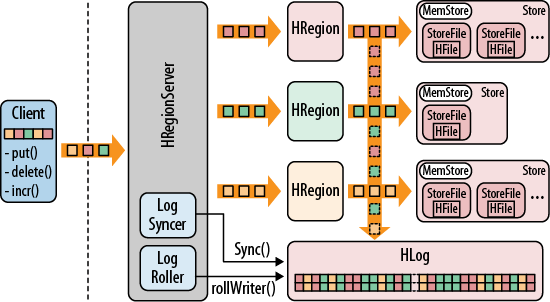 Client
- put()
- delete()
- incr()
HRegionServer
Log
Syncer
Log
Roller
Sync()
rollWriter()
HRegion
HRegion
HRegion
MemStore
Store
StoreFile
HFile
StoreFile
HFile
...
MemStore
Store
StoreFile
HFile
MemStore
Store
StoreFile
HFile
StoreFile
HFile
...
HLog